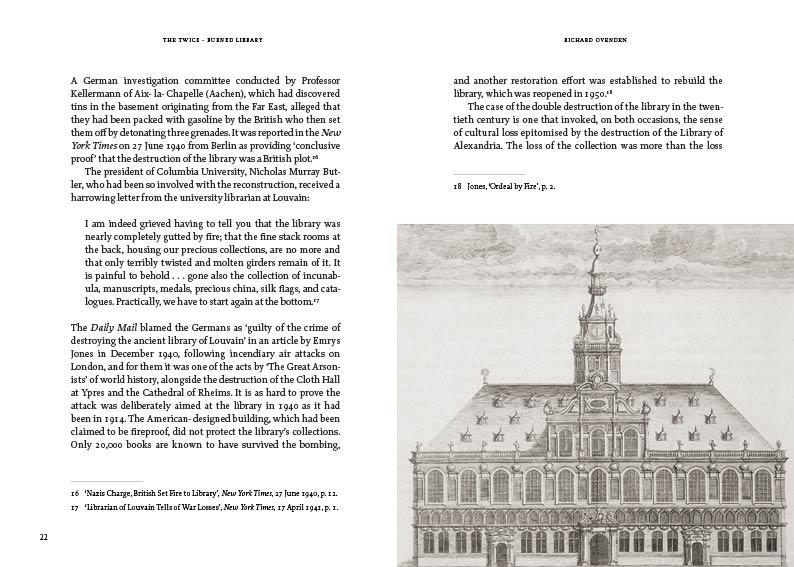 THE TWICE - BURNED LIBRARY
A German investigation committee conducted by Professor
Kellermann of Aix- la- Chapelle (Aachen), which had discovered
tins in the basement originating from the Far East, alleged that
they had been packed with gasoline by the British who then set
them off by detonating three grenades. It was reported in the New
York Times on 27 June 1940 from Berlin as providing ‘conclusive
proof’ that the destruction of the library was a British plot.16
The president of Columbia University, Nicholas Murray But-
ler, who had been so involved with the reconstruction, received a
harrowing letter from the university librarian at Louvain:
I am indeed grieved having to tell you that the library was
nearly completely gutted by fire; that the fine stack rooms at
the back, housing our precious collections, are no more and
that only terribly twisted and molten girders remain of it. It
is painful to behold . . . gone also the collection of incunab-
ula, manuscripts, medals, precious china, silk flags, and cata-
logues. Practically, we have to start again at the bottom.17
The Daily Mail blamed the Germans as ‘guilty of the crime of
destroying the ancient library of Louvain’ in an article by Emrys
Jones in December 1940, following incendiary air attacks on
London, and for them it was one of the acts by ‘The Great Arson-
ists’ of world history, alongside the destruction of the Cloth Hall
at Ypres and the Cathedral of Rheims. It is as hard to prove the
attack was deliberately aimed at the library in 1940 as it had
been in 1914. The American- designed building, which had been
claimed to be fireproof, did not protect the library’s collections.
Only 20,000 books are known to have survived the bombing,
16 ‘Nazis Charge, British Set Fire to Library’, New York Times, 27 June 1940, p. 12.
17 ‘Librarian of Louvain Tells of War Losses’, New York Times, 17 April 1941, p. 1.
22
RICHARD OVENDEN
and another restoration effort was established to rebuild the
library, which was reopened in 1950.18
The case of the double destruction of the library in the twen-
tieth century is one that invoked, on both occasions, the sense
of cultural loss epitomised by the destruction of the Library of
Alexandria. The loss of the collection was more than the loss
18 Jones, ‘Ordeal by Fire’, p. 2.